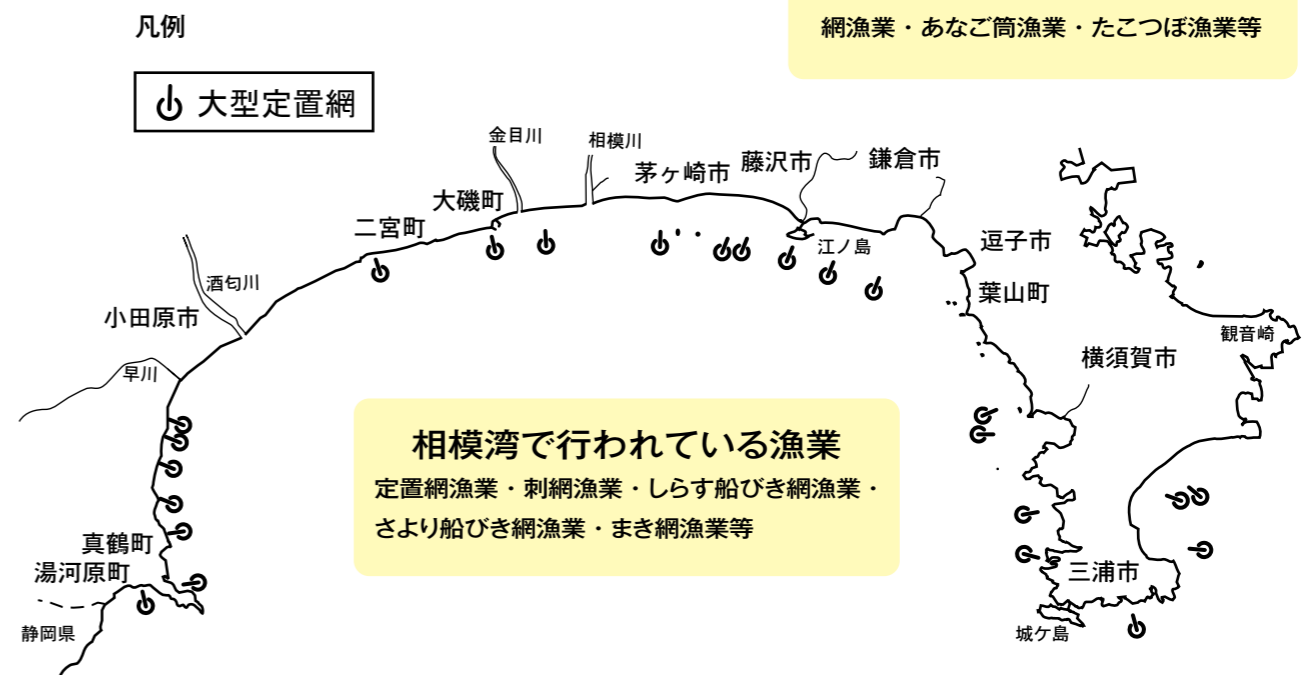 凡例
網漁業・あなご筒漁業・たこつぼ漁業等
大型定置網
金目川
相模川
茅ヶ崎市
藤沢市
鎌倉市
大磯町
二宮町
江ノ島
逗子市
酒匂川
葉山町
小田原市
観音崎
横須賀市
早川
相模湾で行われている漁業
定置網漁業・刺網漁業・しらす船びき網漁業・
さより船びき網漁業・まき網漁業等
真鶴町
湯河原町
三浦市
静岡県
城ケ島